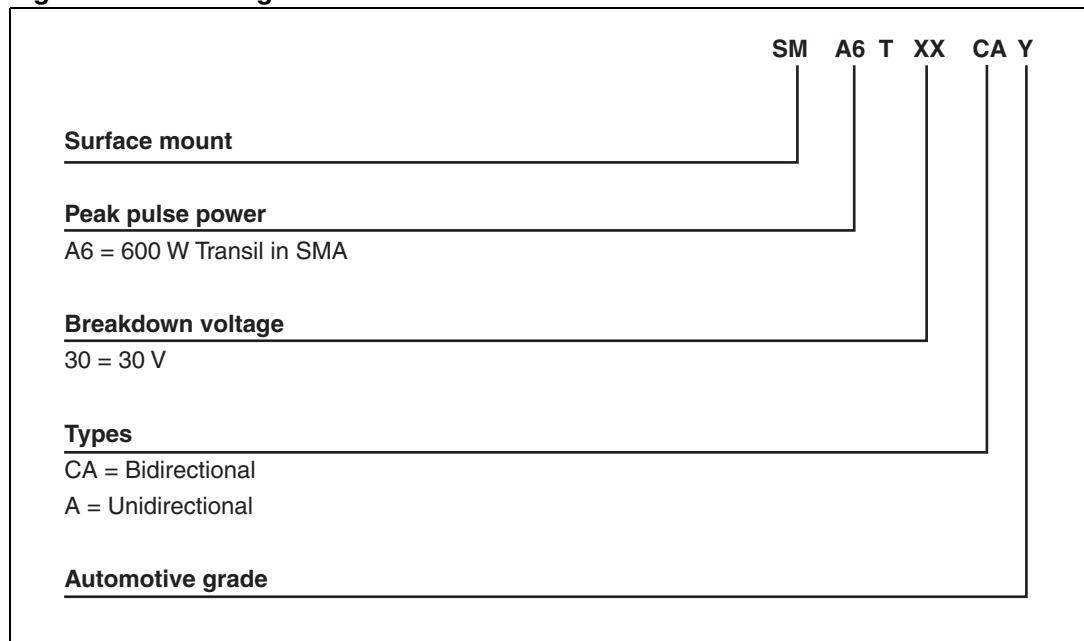 SM A6 T XX CA Y
Surface mount
Peak pulse power
A6 = 600 W Transil in SMA
Breakdown voltage
30 = 30 V
Types
CA = Bidirectional
A = Unidirectional
Automotive grade